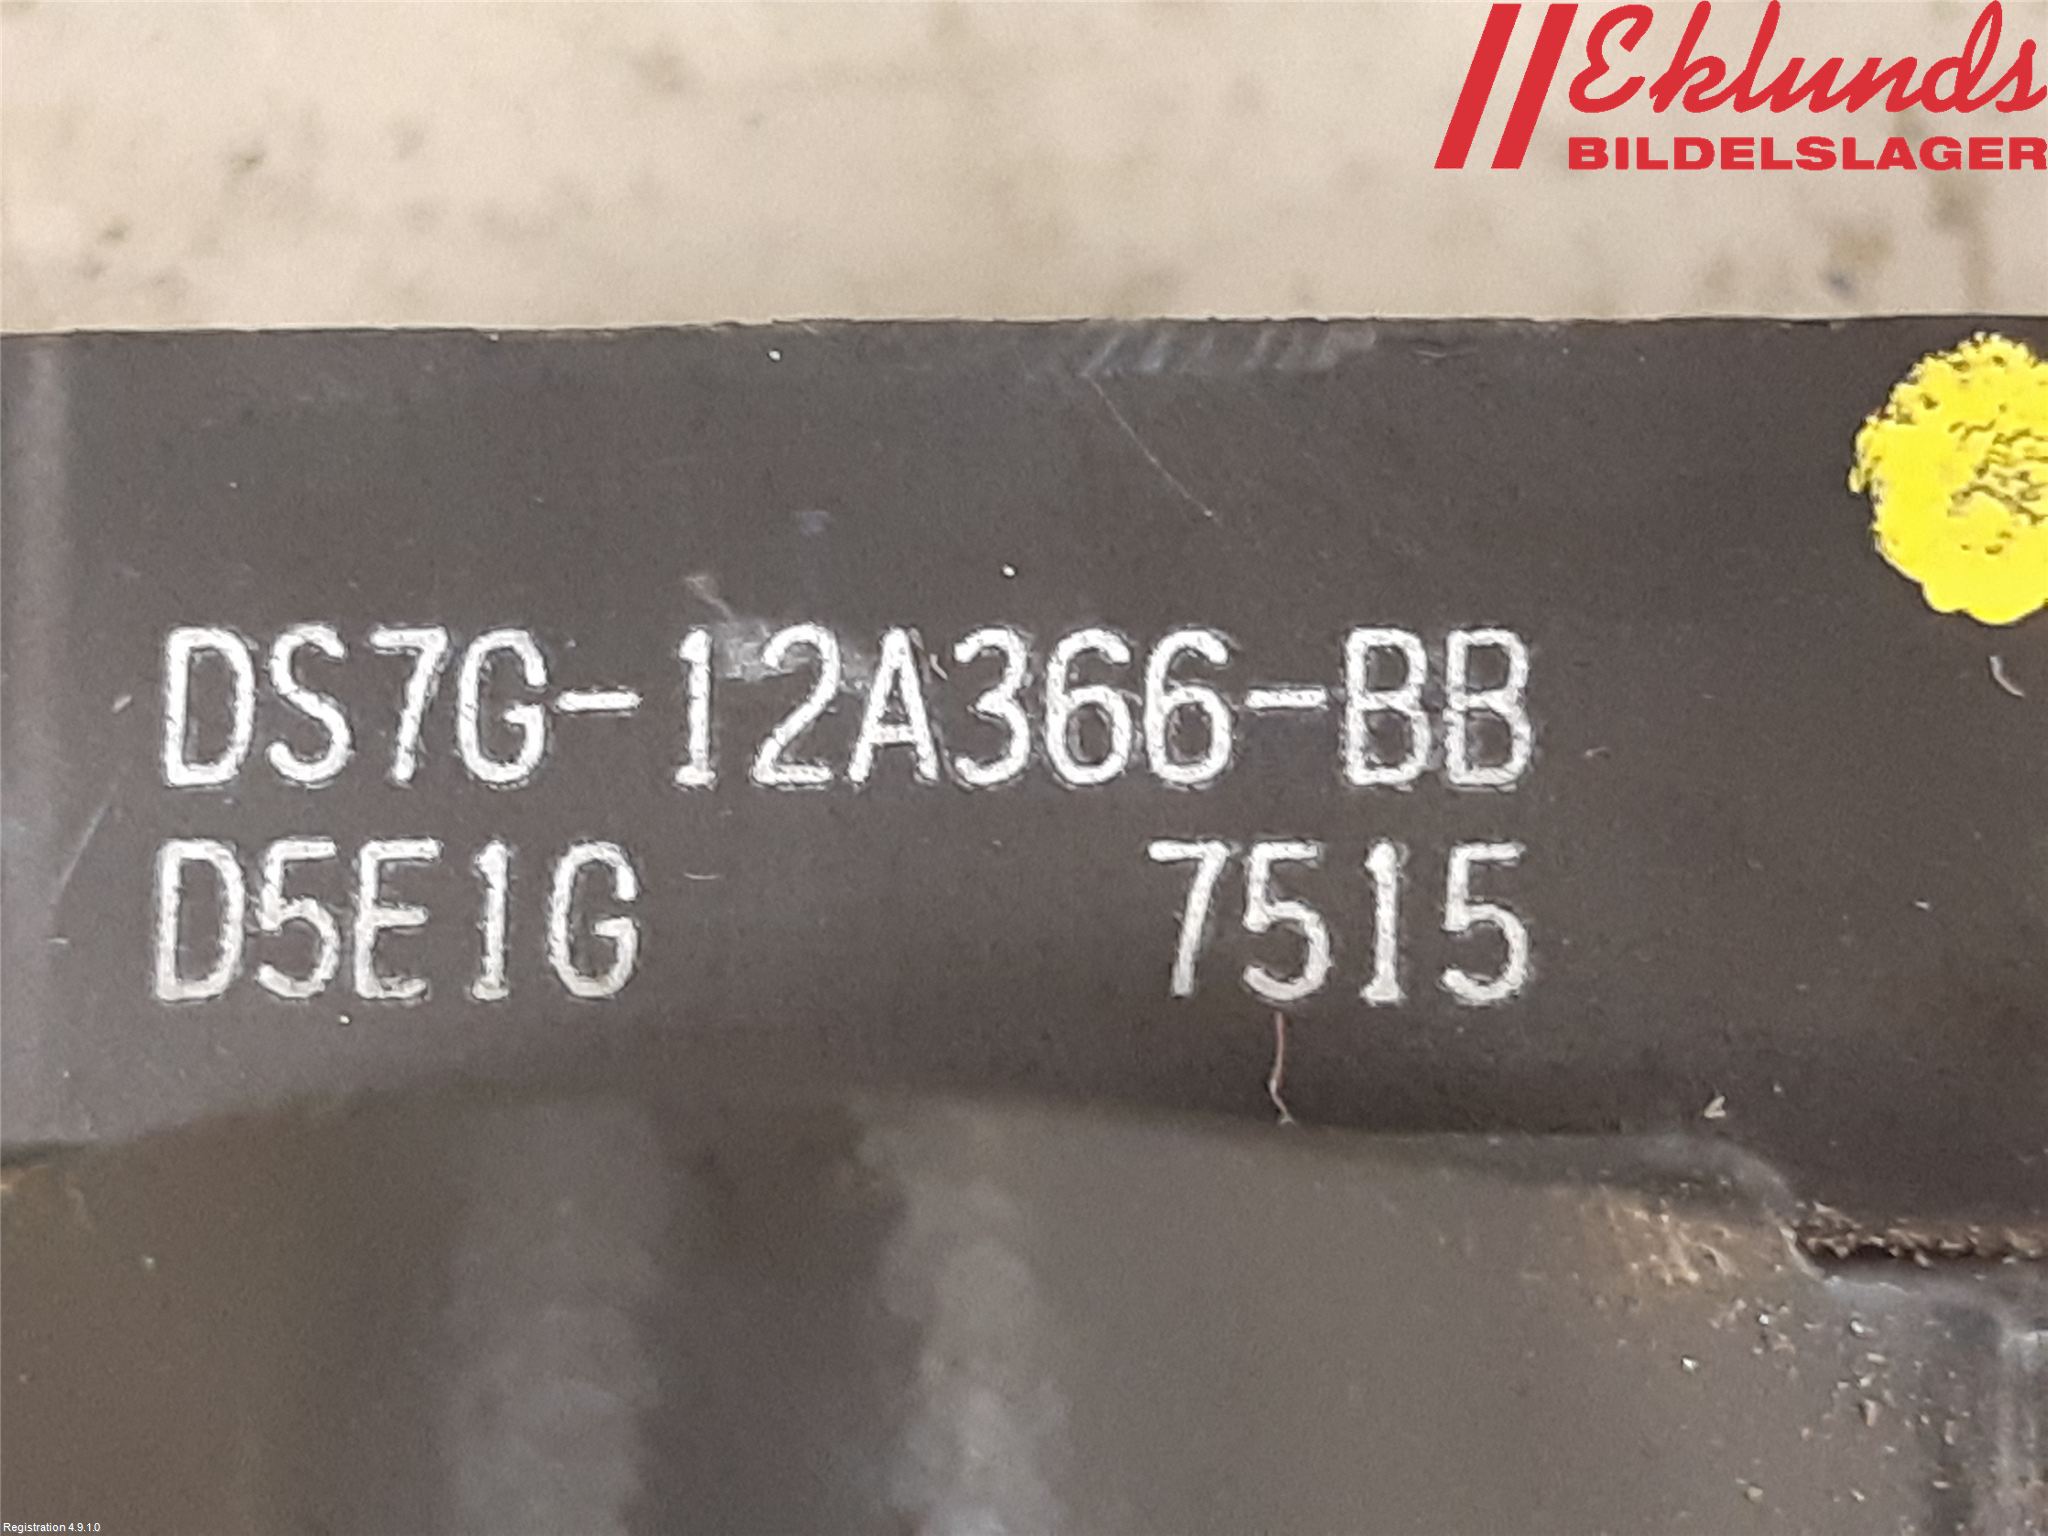 Eklunds
BILDELSLAGER
DS7G-12A366-BB
D5E1G 7515
Registration 4.9.1.0